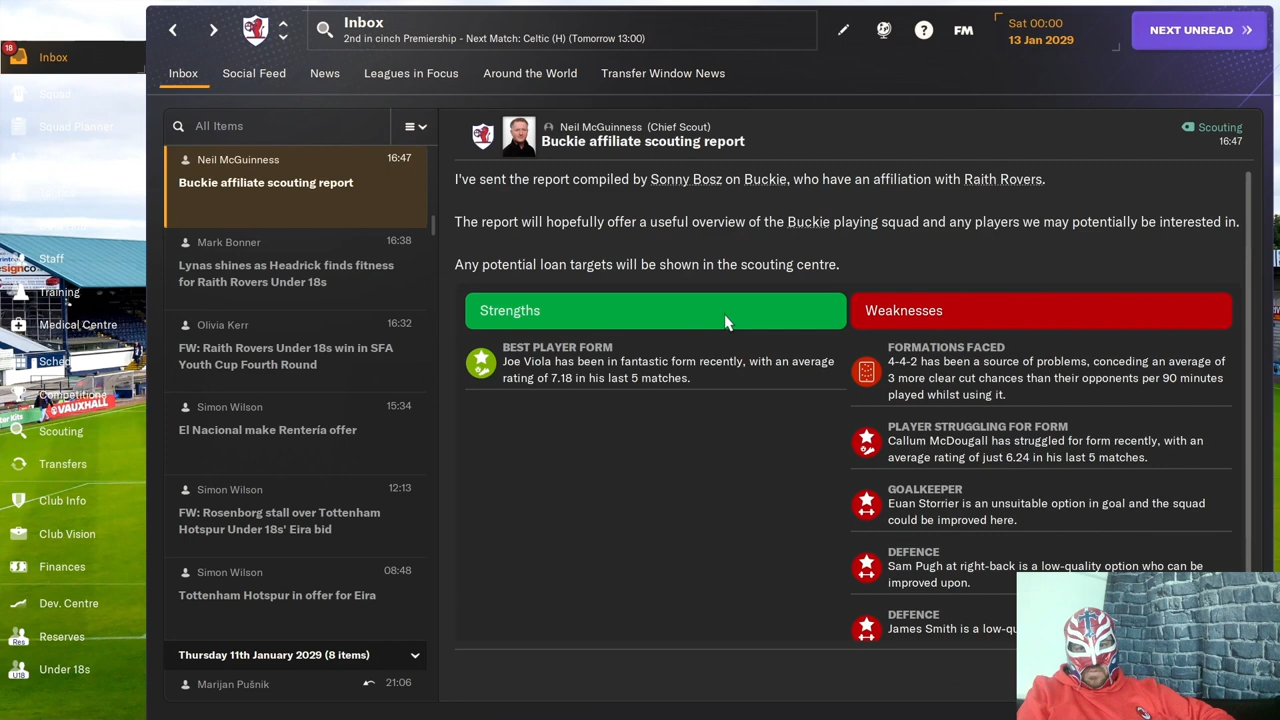 Inbox
2nd in cinch Premiership - Next Match: Celtic (H) (Tomorrow 13:00)
FM
Sat 00:00
13 Jan 2029
NEXT UNREAD
18
Inbox
Squad
Squad Planner
Staff
Training
Medical Centre
Sched
Competitions
VAUXHALL
Scouting
Transfers
Club Info
Club Vision
Finances
Dev. Centre
Res
Reserves
U18
Under 18s
Inbox
Social Feed
News
Leagues in Focus
Around the World
Transfer Window News
All Items
Neil McGuinness
16:47
Buckie affiliate scouting report
Mark Bonner
16:38
Lynas shines as Headrick finds fitness
for Raith Rovers Under 18s
Olivia Kerr
16:32
FW: Raith Rovers Under 18s win in SFA
Youth Cup Fourth Round
Simon Wilson
15:34
El Nacional make Rentería offer
Simon Wilson
12:13
FW: Rosenborg stall over Tottenham
Hotspur Under 18s' Eira bid
Simon Wilson
08:48
Tottenham Hotspur in offer for Eira
Thursday 11th January 2029 (8 items)
Marijan Pušnik
21:06
Neil McGuinness (Chief Scout)
Buckie affiliate scouting report
Scouting
16:47
I've sent the report compiled by Sonny Bosz on Buckie, who have an affiliation with Raith Rovers.
The report will hopefully offer a useful overview of the Buckie playing squad and any players we may potentially be interested in.
Any potential loan targets will be shown in the scouting centre.
Strengths
BEST PLAYER FORM
Joe Viola has been in fantastic form recently, with an average
rating of 7.18 in his last 5 matches.
Weaknesses
FORMATIONS FACED
4-4-2 has been a source of problems, conceding an average of
3 more clear cut chances than their opponents per 90 minutes
played whilst using it.
PLAYER STRUGGLING FOR FORM
Callum McDougall has struggled for form recently, with an
average rating of just 6.24 in his last 5 matches.
GOALKEEPER
Euan Storrier is an unsuitable option in goal and the squad
could be improved here.
DEFENCE
Sam Pugh at right-back is a low-quality option who can be
improved upon.
DEFENCE
James Smith is a low-qu